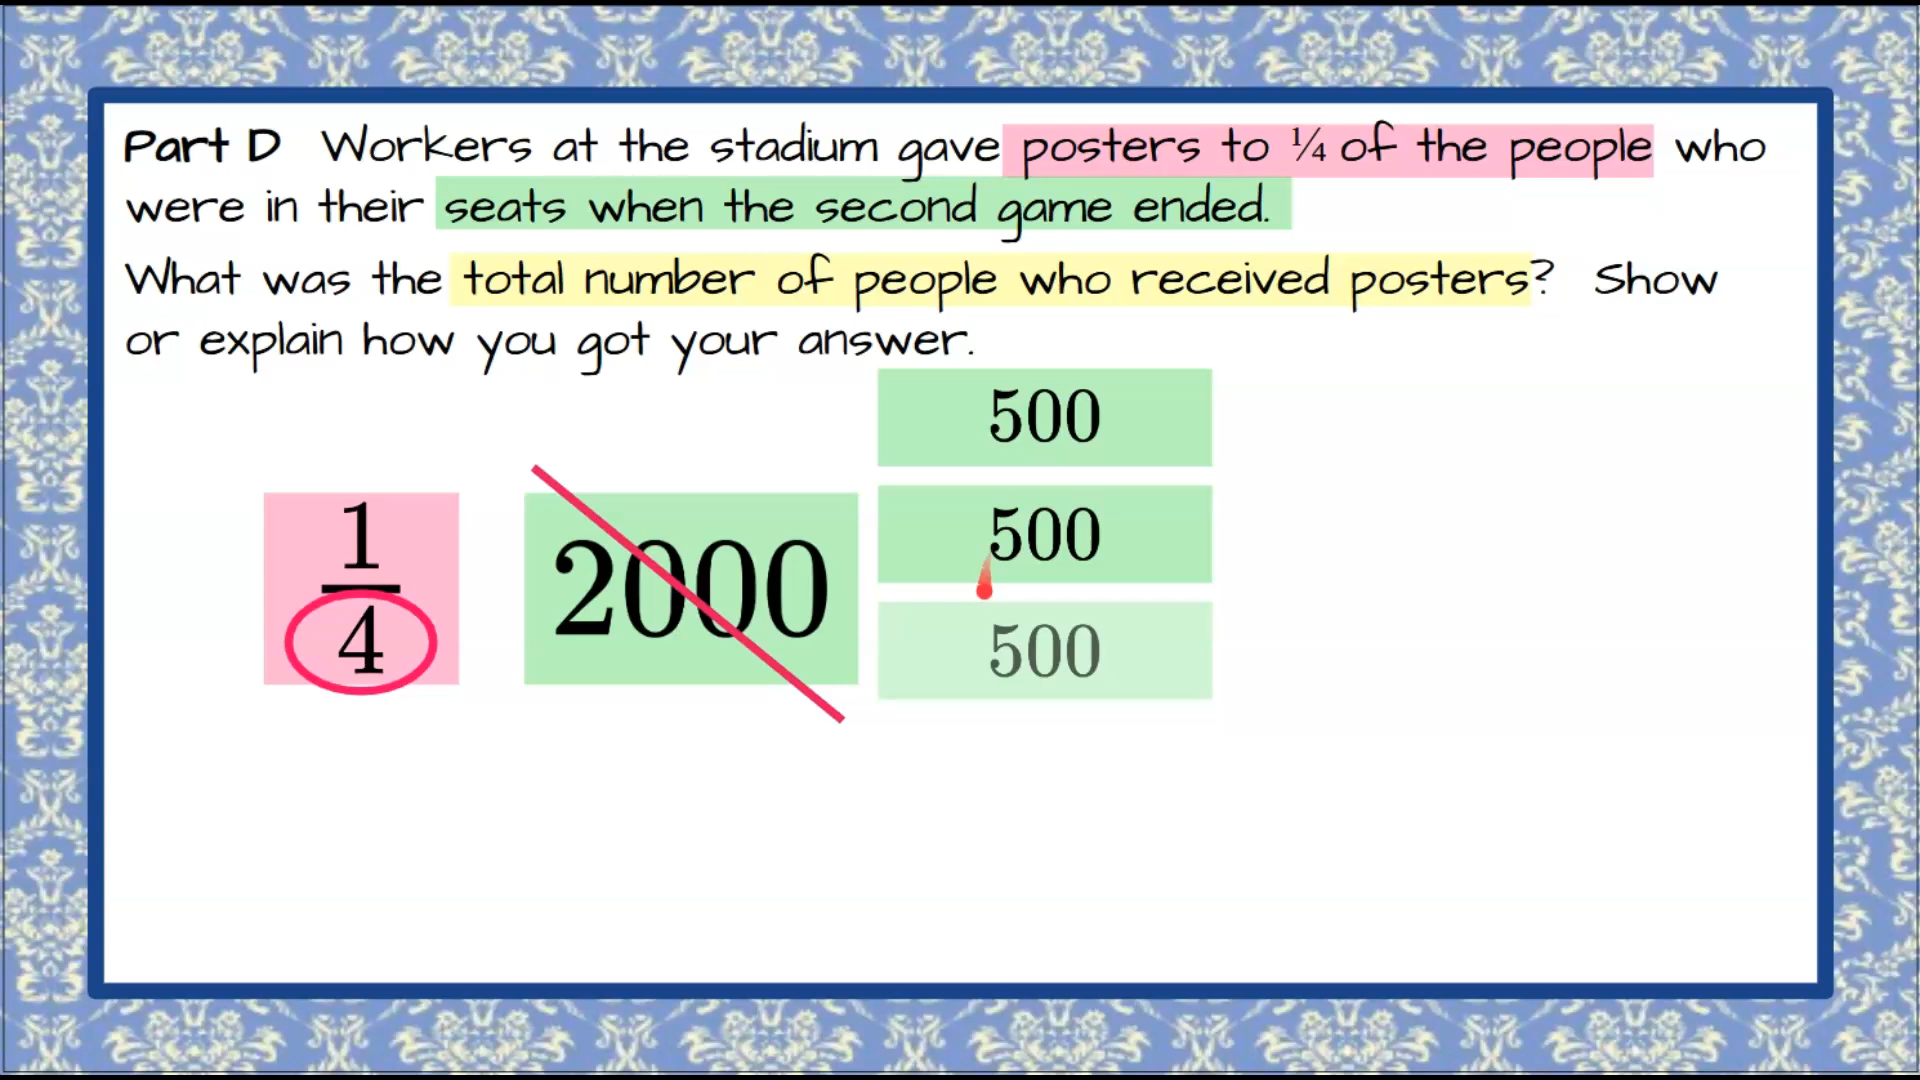 Part D Workers at the stadium gave posters to ¼ of the people who
were in their seats when the second game ended.
What was the total number of people who received posters? Show
or explain how you got your answer.
500
1
4
2000
500
500